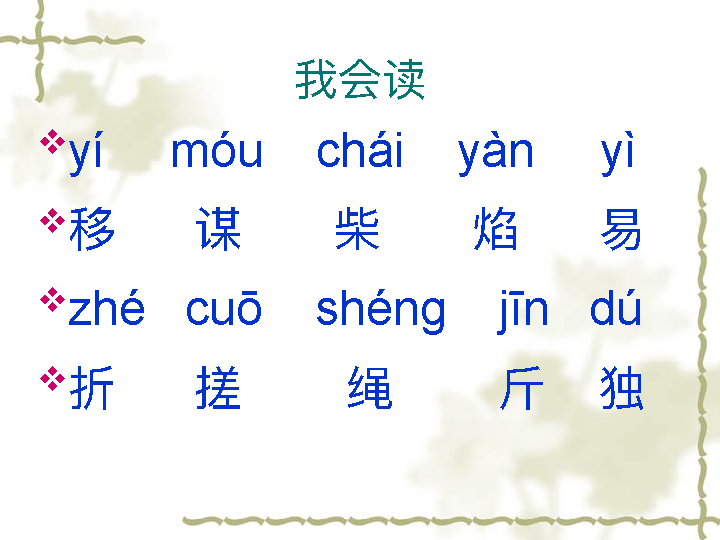 我会读
❖yí móu chái yàn yì
❖移 谋 柴 焰 易
❖zhé cuō shéng jīn dú
❖折 搓 绳 斤 独